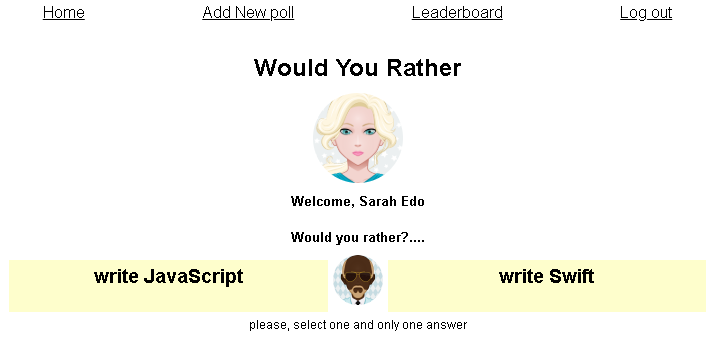 Home Add New poll Leaderboard Log out
Would You Rather
Welcome, Sarah Edo
Would you rather?....
write JavaScript write Swift
please, select one and only one answer